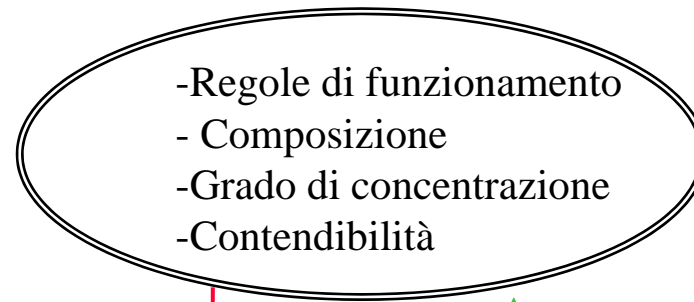 -Regole di funzionamento
- Composizione
-Grado di concentrazione
-Contendibilità